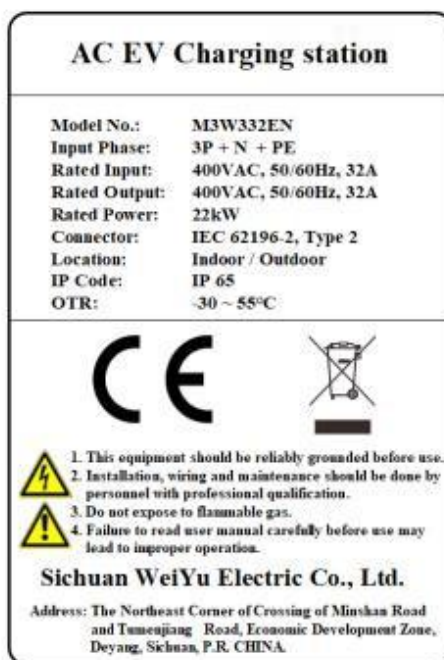 AC EV Charging station
Model No.: M3W332EN
Input Phase: 3P + N + PE
Rated Input: 400VAC, 50/60Hz, 32A
Rated Output: 400VAC, 50/60Hz, 32A
Rated Power: 22kW
Connector: IEC 62196-2, Type 2
Location: Indoor / Outdoor
IP Code: IP 65
OTR: -30 ~ 55°C
CE
1. This equipment should be reliably grounded before use.
2. Installation, wiring and maintenance should be done by
personnel with professional qualification.
3. Do not expose to flammable gas.
4. Failure to read user manual carefully before use may
lead to improper operation.
Sichuan WeiYu Electric Co., Ltd.
Address: The Northeast Corner of Crossing of Minshan Road
and Tumenjiang Road, Economic Development Zone,
Deyang, Sichuan, P.R. CHINA.